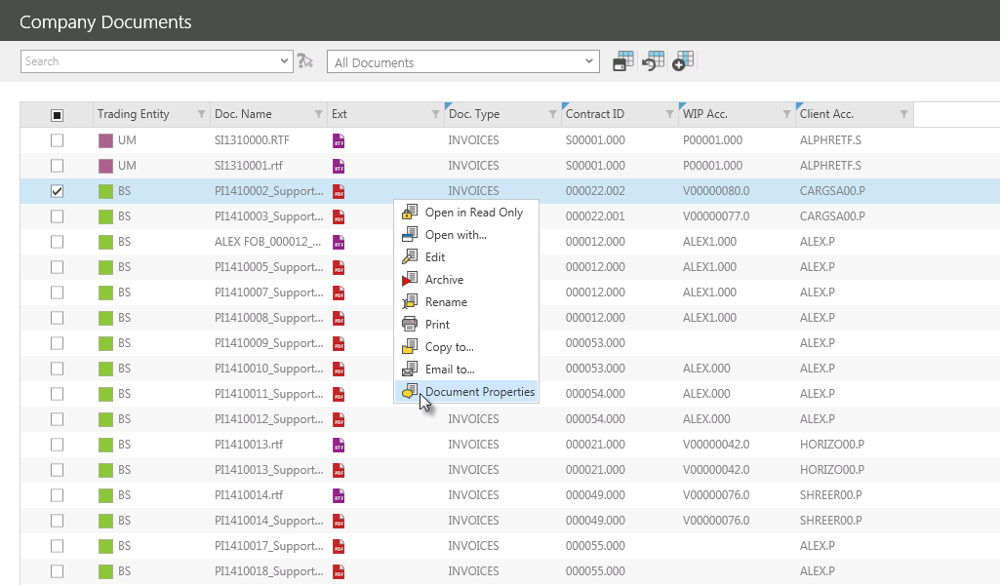 Company Documents
Search All Documents
Trading Entity Doc. Name Ext Doc. Type Contract ID WIP Acc. Client Acc.
UM SI1310000.RTF RTF INVOICES S00001.000 P00001.000 ALPHRETF.S
UM SI1310001.rtf RTF INVOICES S00001.000 P00001.000 ALPHRETF.S
BS PI1410002_Support... PDF INVOICES 000022.002 V00000080.0 CARGSA00.P
BS PI1410003_Support... PDF 000022.001 V00000077.0 CARGSA00.P
BS ALEX FOB_000012_... RTF 000012.000 ALEX1.000 ALEX.P
BS PI1410005_Support... PDF 000012.000 ALEX1.000 ALEX.P
BS PI1410007_Support... PDF 000012.000 ALEX1.000 ALEX.P
BS PI1410008_Support... PDF 000012.000 ALEX1.000 ALEX.P
BS PI1410009_Support... PDF 000053.000 ALEX.P
BS PI1410010_Support... PDF 000053.000 ALEX.000 ALEX.P
BS PI1410011_Support... PDF 000054.000 ALEX.000 ALEX.P
BS PI1410012_Support... PDF INVOICES 000054.000 ALEX.000 ALEX.P
BS PI1410013.rtf RTF INVOICES 000021.000 V00000042.0 HORIZO00.P
BS PI1410013_Support... PDF INVOICES 000021.000 V00000042.0 HORIZO00.P
BS PI1410014.rtf RTF INVOICES 000049.000 V00000076.0 SHREER00.P
BS PI1410014_Support... PDF INVOICES 000049.000 V00000076.0 SHREER00.P
BS PI1410017_Support... PDF INVOICES 000055.000 ALEX.P
BS PI1410018_Support... PDF INVOICES 000055.000 ALEX.P
Open in Read Only
Open with...
Edit
Archive
Rename
Print
Copy to...
Email to...
Document Properties